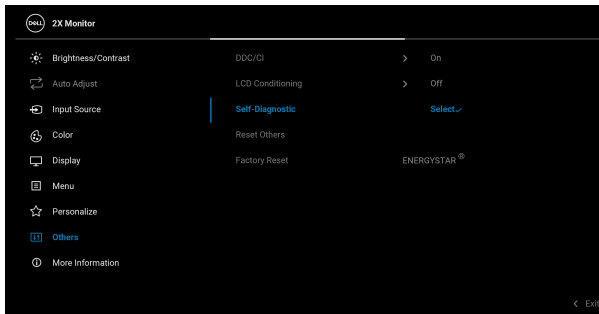 DELL 2X Monitor
Brightness/Contrast DDC/CI On
Auto Adjust LCD Conditioning Off
Input Source Self-Diagnostic Select
Color Reset Others
Display Factory Reset ENERGYSTAR ®
Menu
Personalize
Others
More Information
Exit